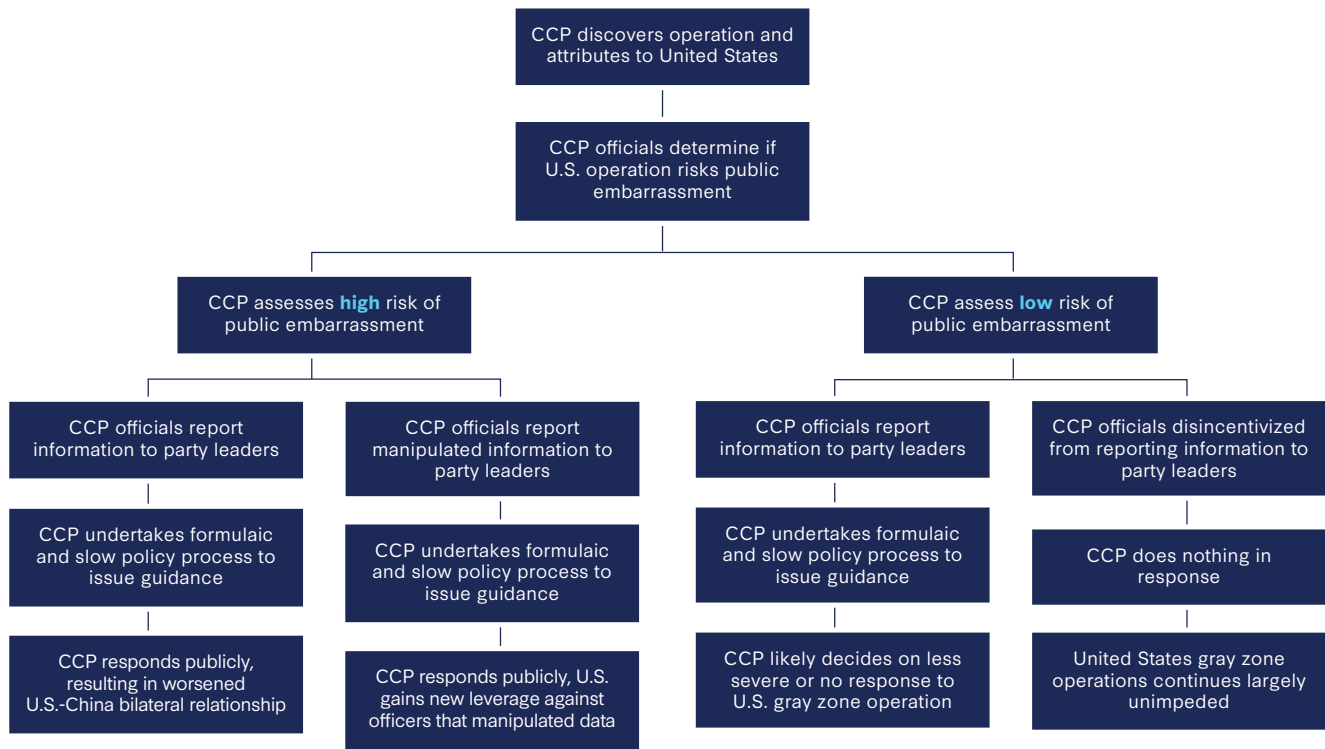 CCP discovers operation and
attributes to United States
CCP officials determine if
U.S. operation risks public
embarrassment
CCP assesses high risk of
public embarrassment
CCP assess low risk of
public embarrassment
CCP officials report
information to party leaders
CCP officials report
manipulated information to
party leaders
CCP officials report
information to party leaders
CCP officials disincentivized
from reporting information to
party leaders
CCP undertakes formulaic
and slow policy process to
issue guidance
CCP undertakes formulaic
and slow policy process to
issue guidance
CCP undertakes formulaic
and slow policy process to
issue guidance
CCP does nothing in
response
CCP responds publicly,
resulting in worsened
U.S.-China bilateral relationship
CCP responds publicly, U.S.
gains new leverage against
officers that manipulated data
CCP likely decides on less
severe or no response to
U.S. gray zone operation
United States gray zone
operations continues largely
unimpeded